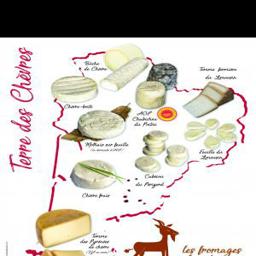 Terre des Chèvres
Bûche
de Chèvre
Tomme fermière
du Limousin
Chèvre-boîte
AOP
Chabichou
du Poitou
Mothais sur feuille
Feuille du
Limousin
Cabécou
du Périgord
Chèvre frais
Tomme
des Pyrénées
de chèvre
les fromages